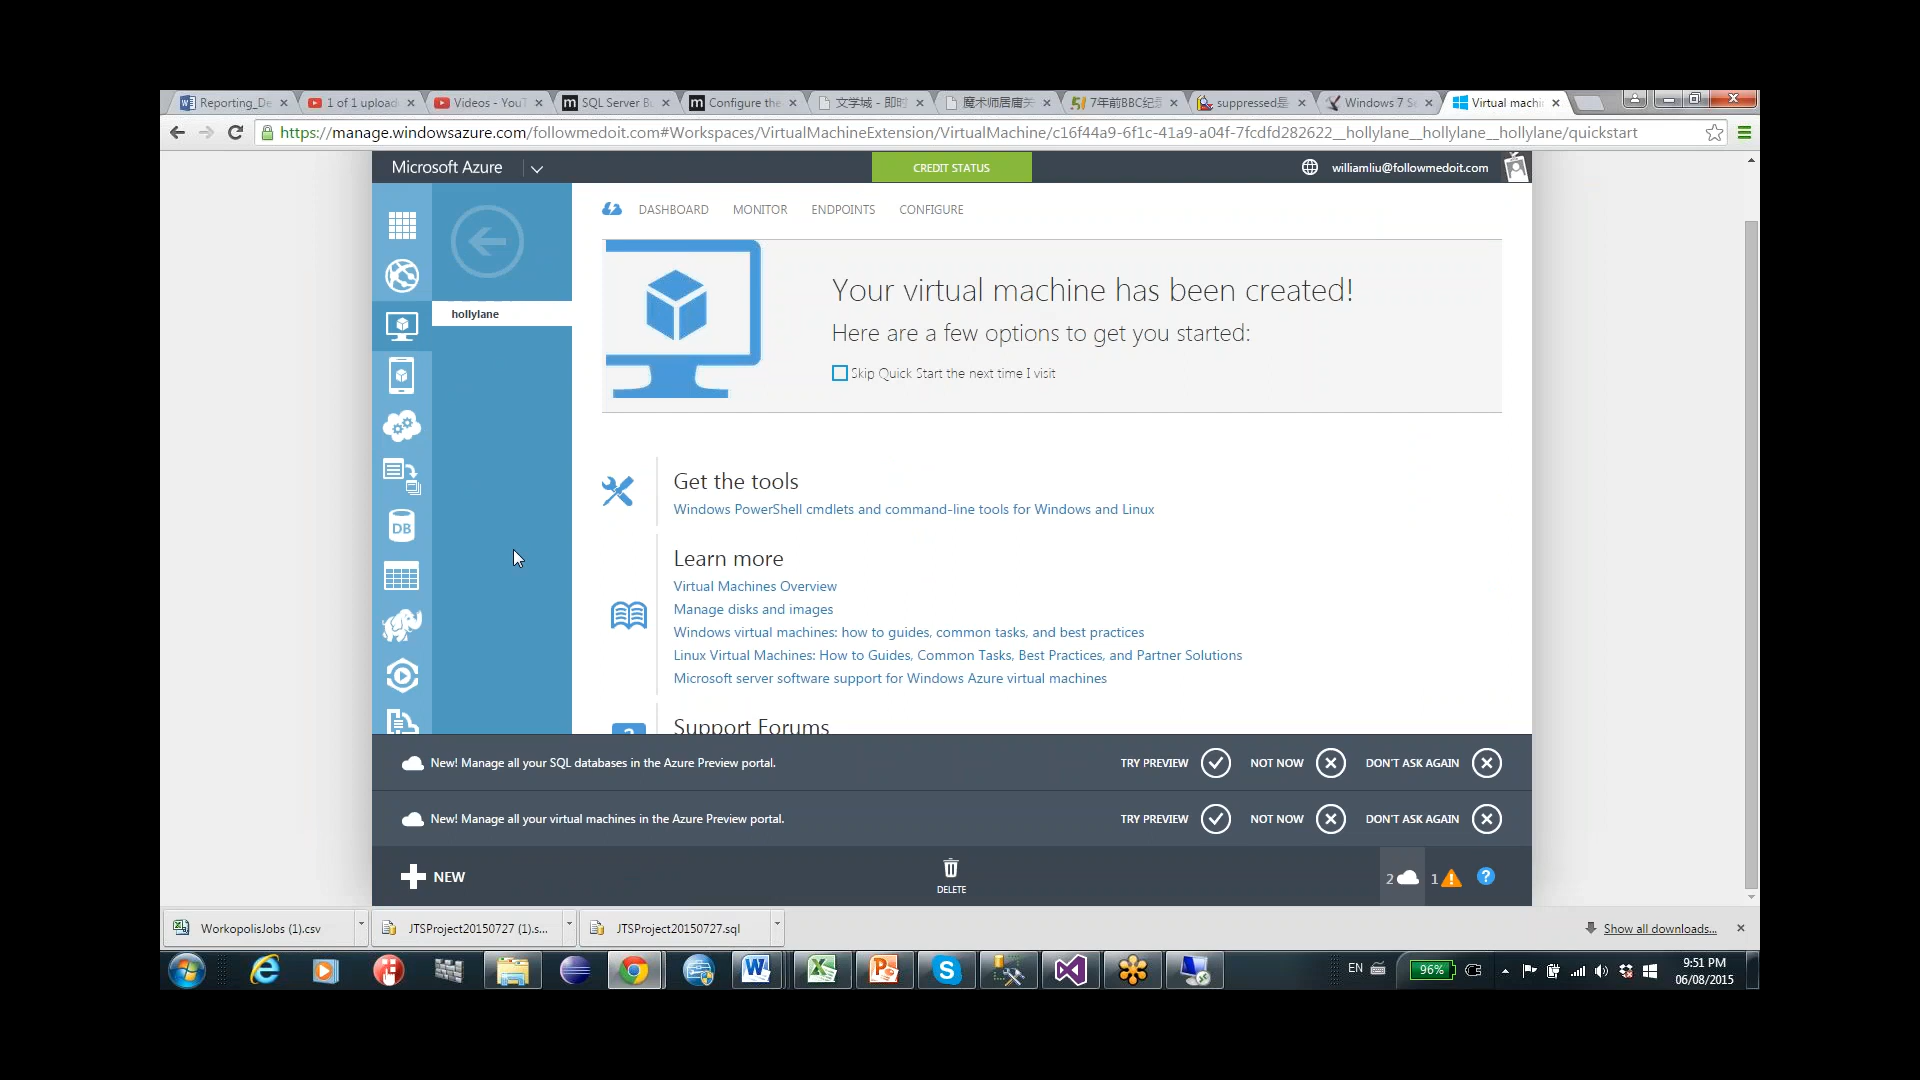 Reporting_De
1 of 1 upload
Videos - YouT
SQL Server B
Configure the
文学城 - 即时
魔术师居庸关
7年前BBC纪录
suppressed是
Windows 7 Se
Virtual machin
https://manage.windowsazure.com/followmedoit.com#Workspaces/VirtualMachineExtension/VirtualMachine/c16f44a9-6f1c-41a9-a04f-7fcdfd282622__hollylane__hollylane__hollylane/quickstart
Microsoft Azure
CREDIT STATUS
williamliu@followmedoit.com
DASHBOARD MONITOR ENDPOINTS CONFIGURE
hollylane
Your virtual machine has been created!
Here are a few options to get you started:
Skip Quick Start the next time I visit
Get the tools
Windows PowerShell cmdlets and command-line tools for Windows and Linux
Learn more
Virtual Machines Overview
Manage disks and images
Windows virtual machines: how to guides, common tasks, and best practices
Linux Virtual Machines: How to Guides, Common Tasks, Best Practices, and Partner Solutions
Microsoft server software support for Windows Azure virtual machines
Support Forums
DB
New! Manage all your SQL databases in the Azure Preview portal.
TRY PREVIEW NOT NOW DON'T ASK AGAIN
New! Manage all your virtual machines in the Azure Preview portal.
TRY PREVIEW NOT NOW DON'T ASK AGAIN
NEW
DELETE
2
1
WorkopolisJobs (1).csv
JTSProject20150727 (1).s...
JTSProject20150727.sql
Show all downloads...
EN
96%
9:51 PM
06/08/2015